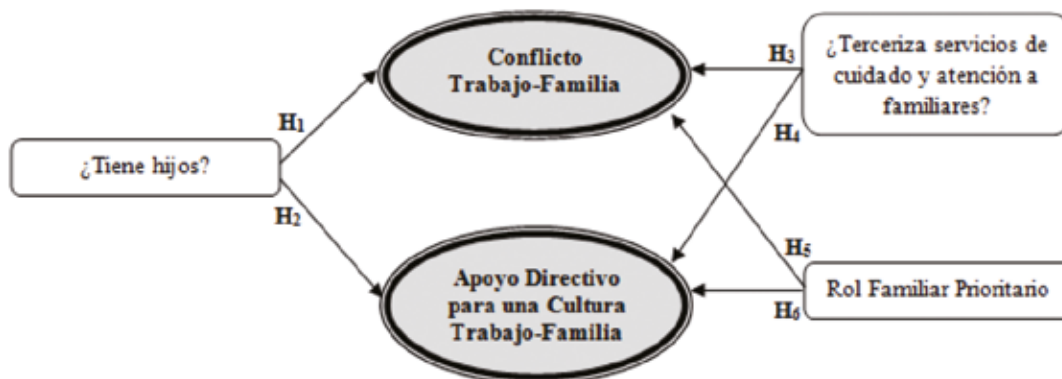 Conflicto
Trabajo-Familia
H3
¿Terceriza servicios de
cuidado y atención a
familiares?
H1
H4
¿Tiene hijos?
H2
H5
Apoyo Directivo
para una Cultura
Trabajo-Familia
Rol Familiar Prioritario
H6